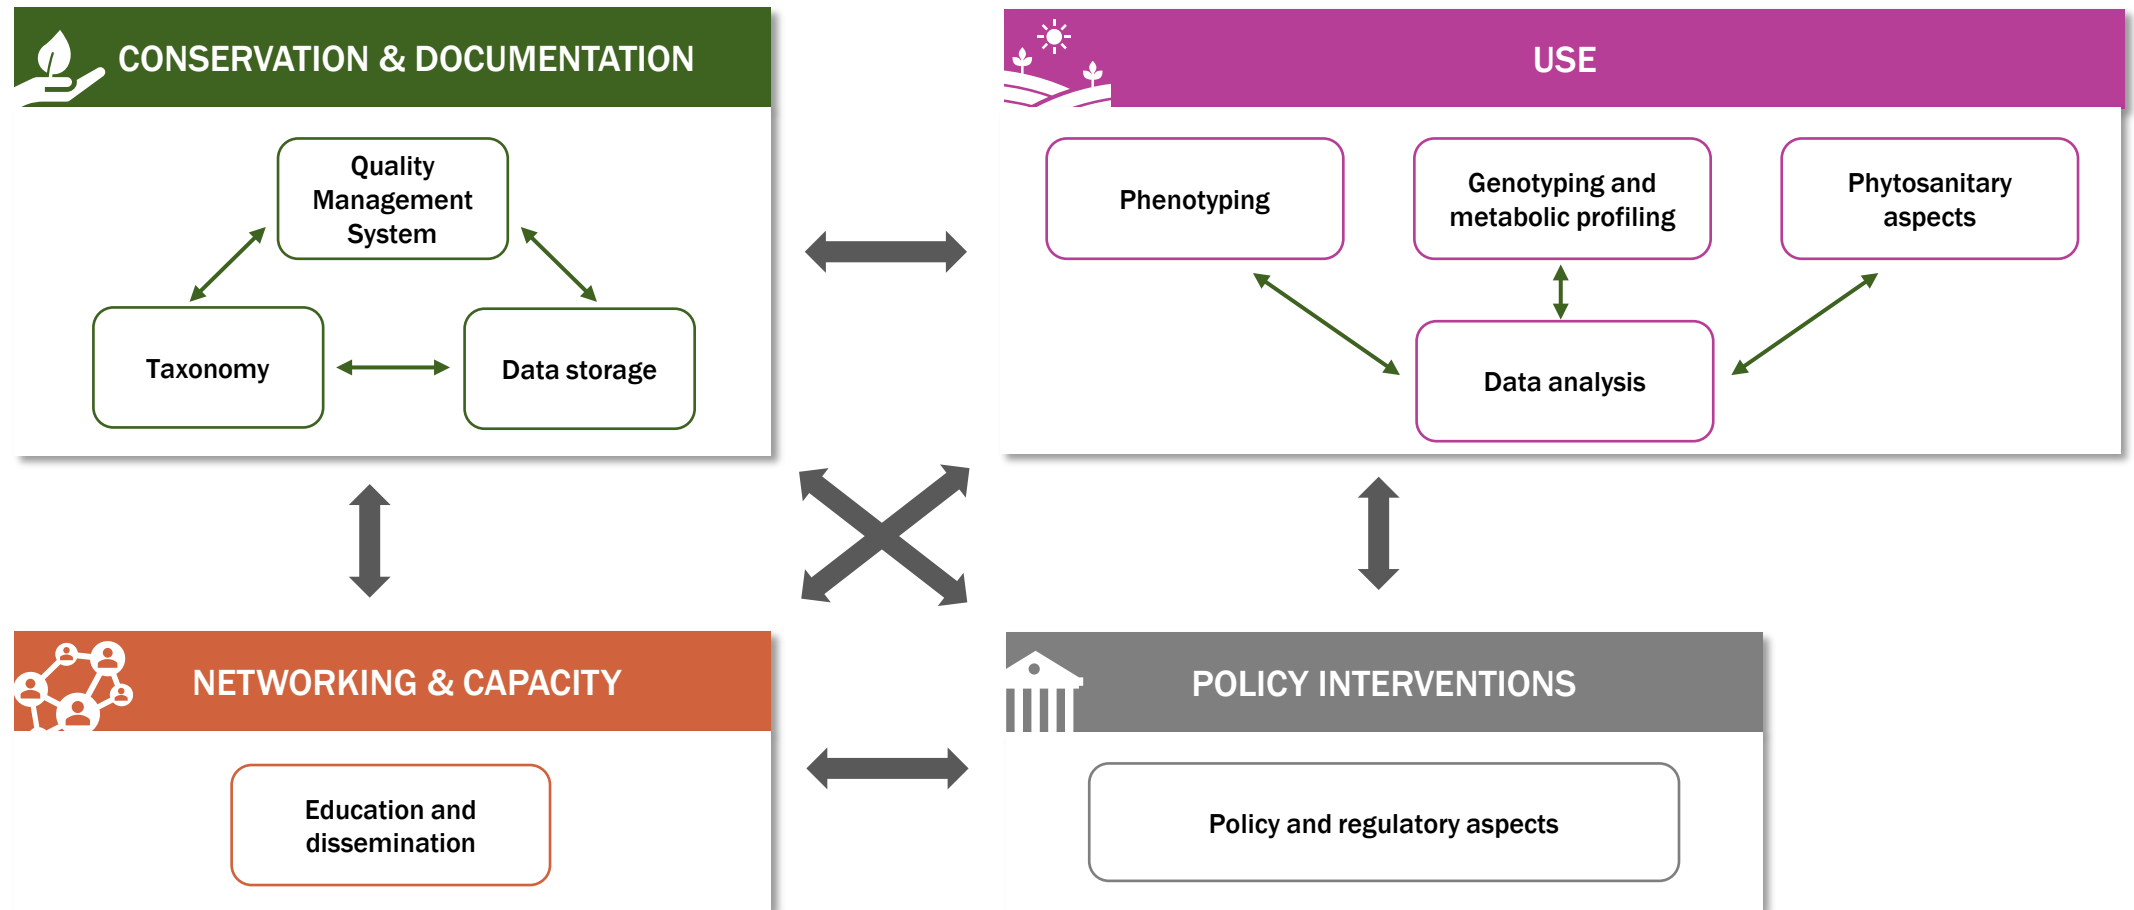 CONSERVATION & DOCUMENTATION
Quality
Management
System
Taxonomy
Data storage
USE
Phenotyping
Genotyping and
metabolic profiling
Phytosanitary
aspects
Data analysis
NETWORKING & CAPACITY
Education and
dissemination
POLICY INTERVENTIONS
Policy and regulatory aspects